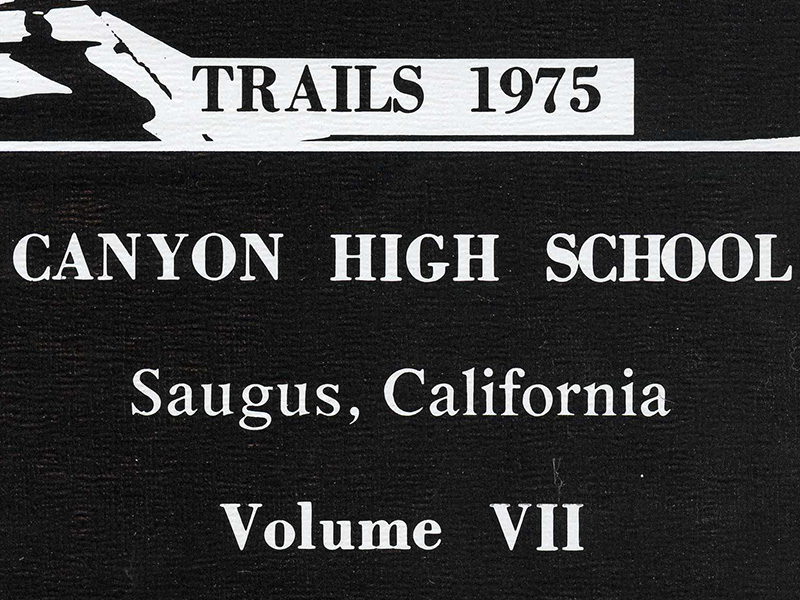 TRAILS 1975
CANYON HIGH SCHOOL
Saugus, California
Volume VII